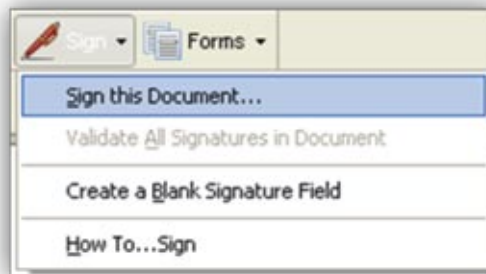 Sign Forms
Sign this Document...
Validate All Signatures in Document
Create a Blank Signature Field
How To...Sign